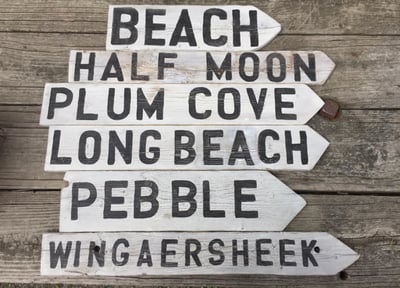 BEACH
HALF MOON
PLUM COVE
LONG BEACH
PEBBLE
WINGAERSHEEK